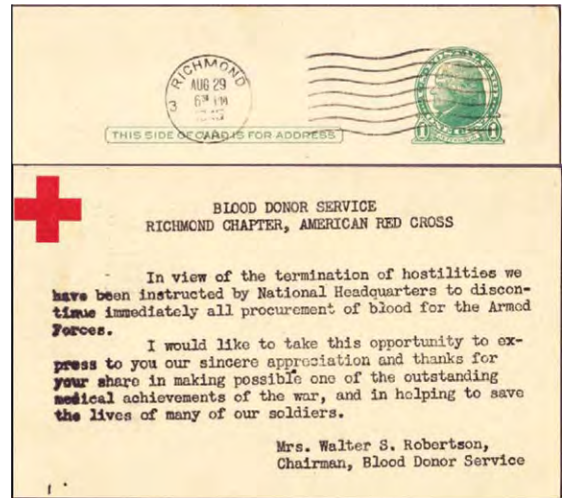 RICHMOND
AUG 29
3
VA.
THIS SIDE OF CARD IS FOR ADDRESS
1 1
BLOOD DONOR SERVICE
RICHMOND CHAPTER, AMERICAN RED CROSS
In view of the termination of hostilities we
have been instructed by National Headquarters to discon-
tinue immediately all procurement of blood for the Armed
Forces.
I would like to take this opportunity to ex-
press to you our sincere appreciation and thanks for
your share in making possible one of the outstanding
medical achievements of the war, and in helping to save
the lives of many of our soldiers.
Mrs. Walter S. Robertson,
Chairman, Blood Donor Service